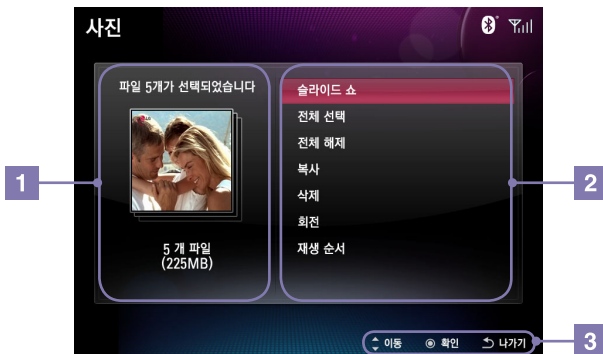 사진
파일 5개가 선택되었습니다
5 개 파일
(225MB)
슬라이드 쇼
전체 선택
전체 해제
복사
삭제
회전
재생 순서
이동 확인 나가기
1
2
3